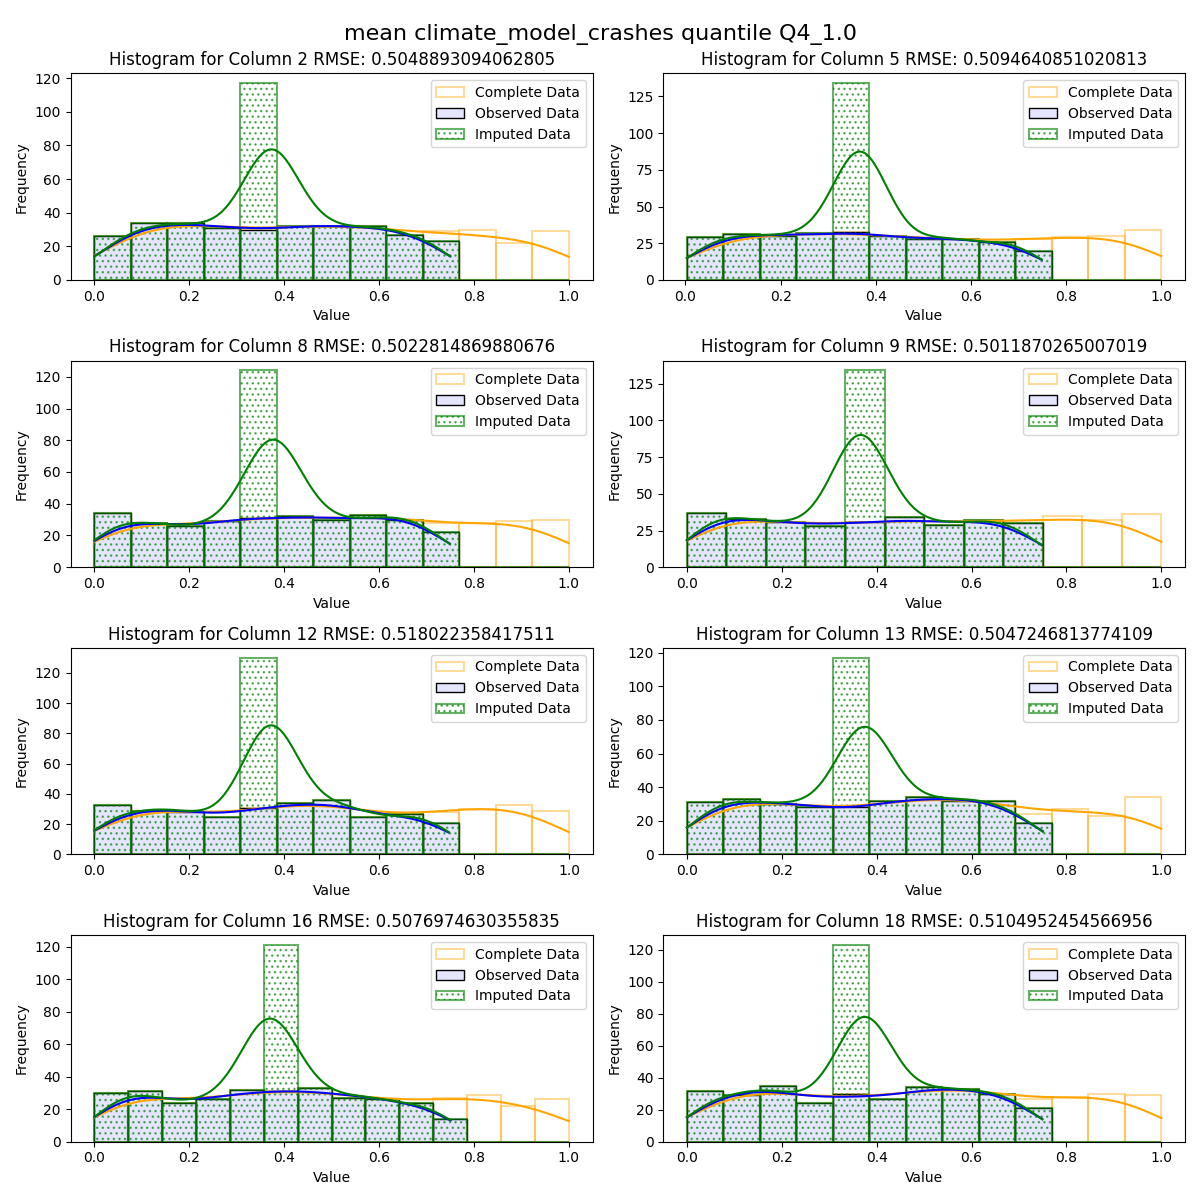 mean climate_model_crashes quantile Q4_1.0
Histogram for Column 2 RMSE: 0.5048893094062805
Frequency
0
20
40
60
80
100
120
0.0 0.2 0.4 0.6 0.8 1.0
Value
Complete Data
Observed Data
Imputed Data
Histogram for Column 5 RMSE: 0.5094640851020813
Frequency
0
25
50
75
100
125
0.0 0.2 0.4 0.6 0.8 1.0
Value
Complete Data
Observed Data
Imputed Data
Histogram for Column 8 RMSE: 0.5022814869880676
Frequency
0
20
40
60
80
100
120
0.0 0.2 0.4 0.6 0.8 1.0
Value
Complete Data
Observed Data
Imputed Data
Histogram for Column 9 RMSE: 0.5011870265007019
Frequency
0
25
50
75
100
125
0.0 0.2 0.4 0.6 0.8 1.0
Value
Complete Data
Observed Data
Imputed Data
Histogram for Column 12 RMSE: 0.518022358417511
Frequency
0
20
40
60
80
100
120
0.0 0.2 0.4 0.6 0.8 1.0
Value
Complete Data
Observed Data
Imputed Data
Histogram for Column 13 RMSE: 0.5047246813774109
Frequency
0
20
40
60
80
100
120
0.0 0.2 0.4 0.6 0.8 1.0
Value
Complete Data
Observed Data
Imputed Data
Histogram for Column 16 RMSE: 0.5076974630355835
Frequency
0
20
40
60
80
100
120
0.0 0.2 0.4 0.6 0.8 1.0
Value
Complete Data
Observed Data
Imputed Data
Histogram for Column 18 RMSE: 0.5104952454566956
Frequency
0
20
40
60
80
100
120
0.0 0.2 0.4 0.6 0.8 1.0
Value
Complete Data
Observed Data
Imputed Data